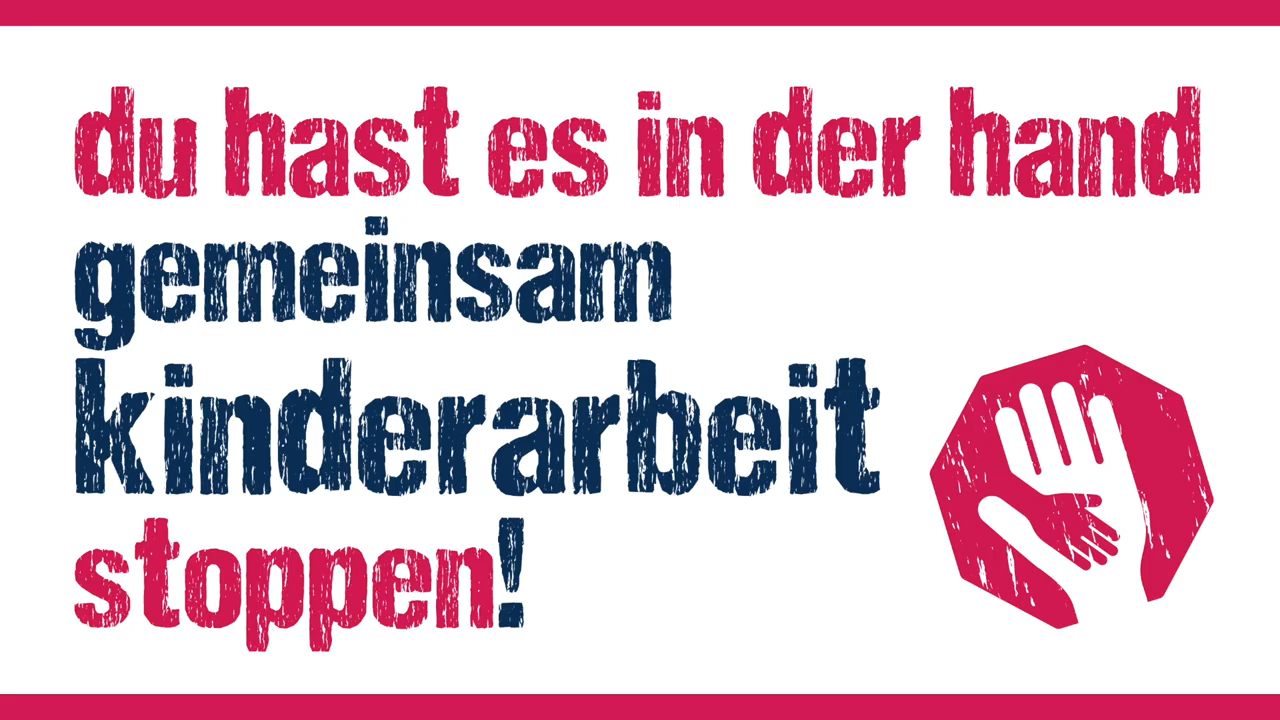 du hast es in der hand
gemeinsam
kinderarbeit
stoppen!